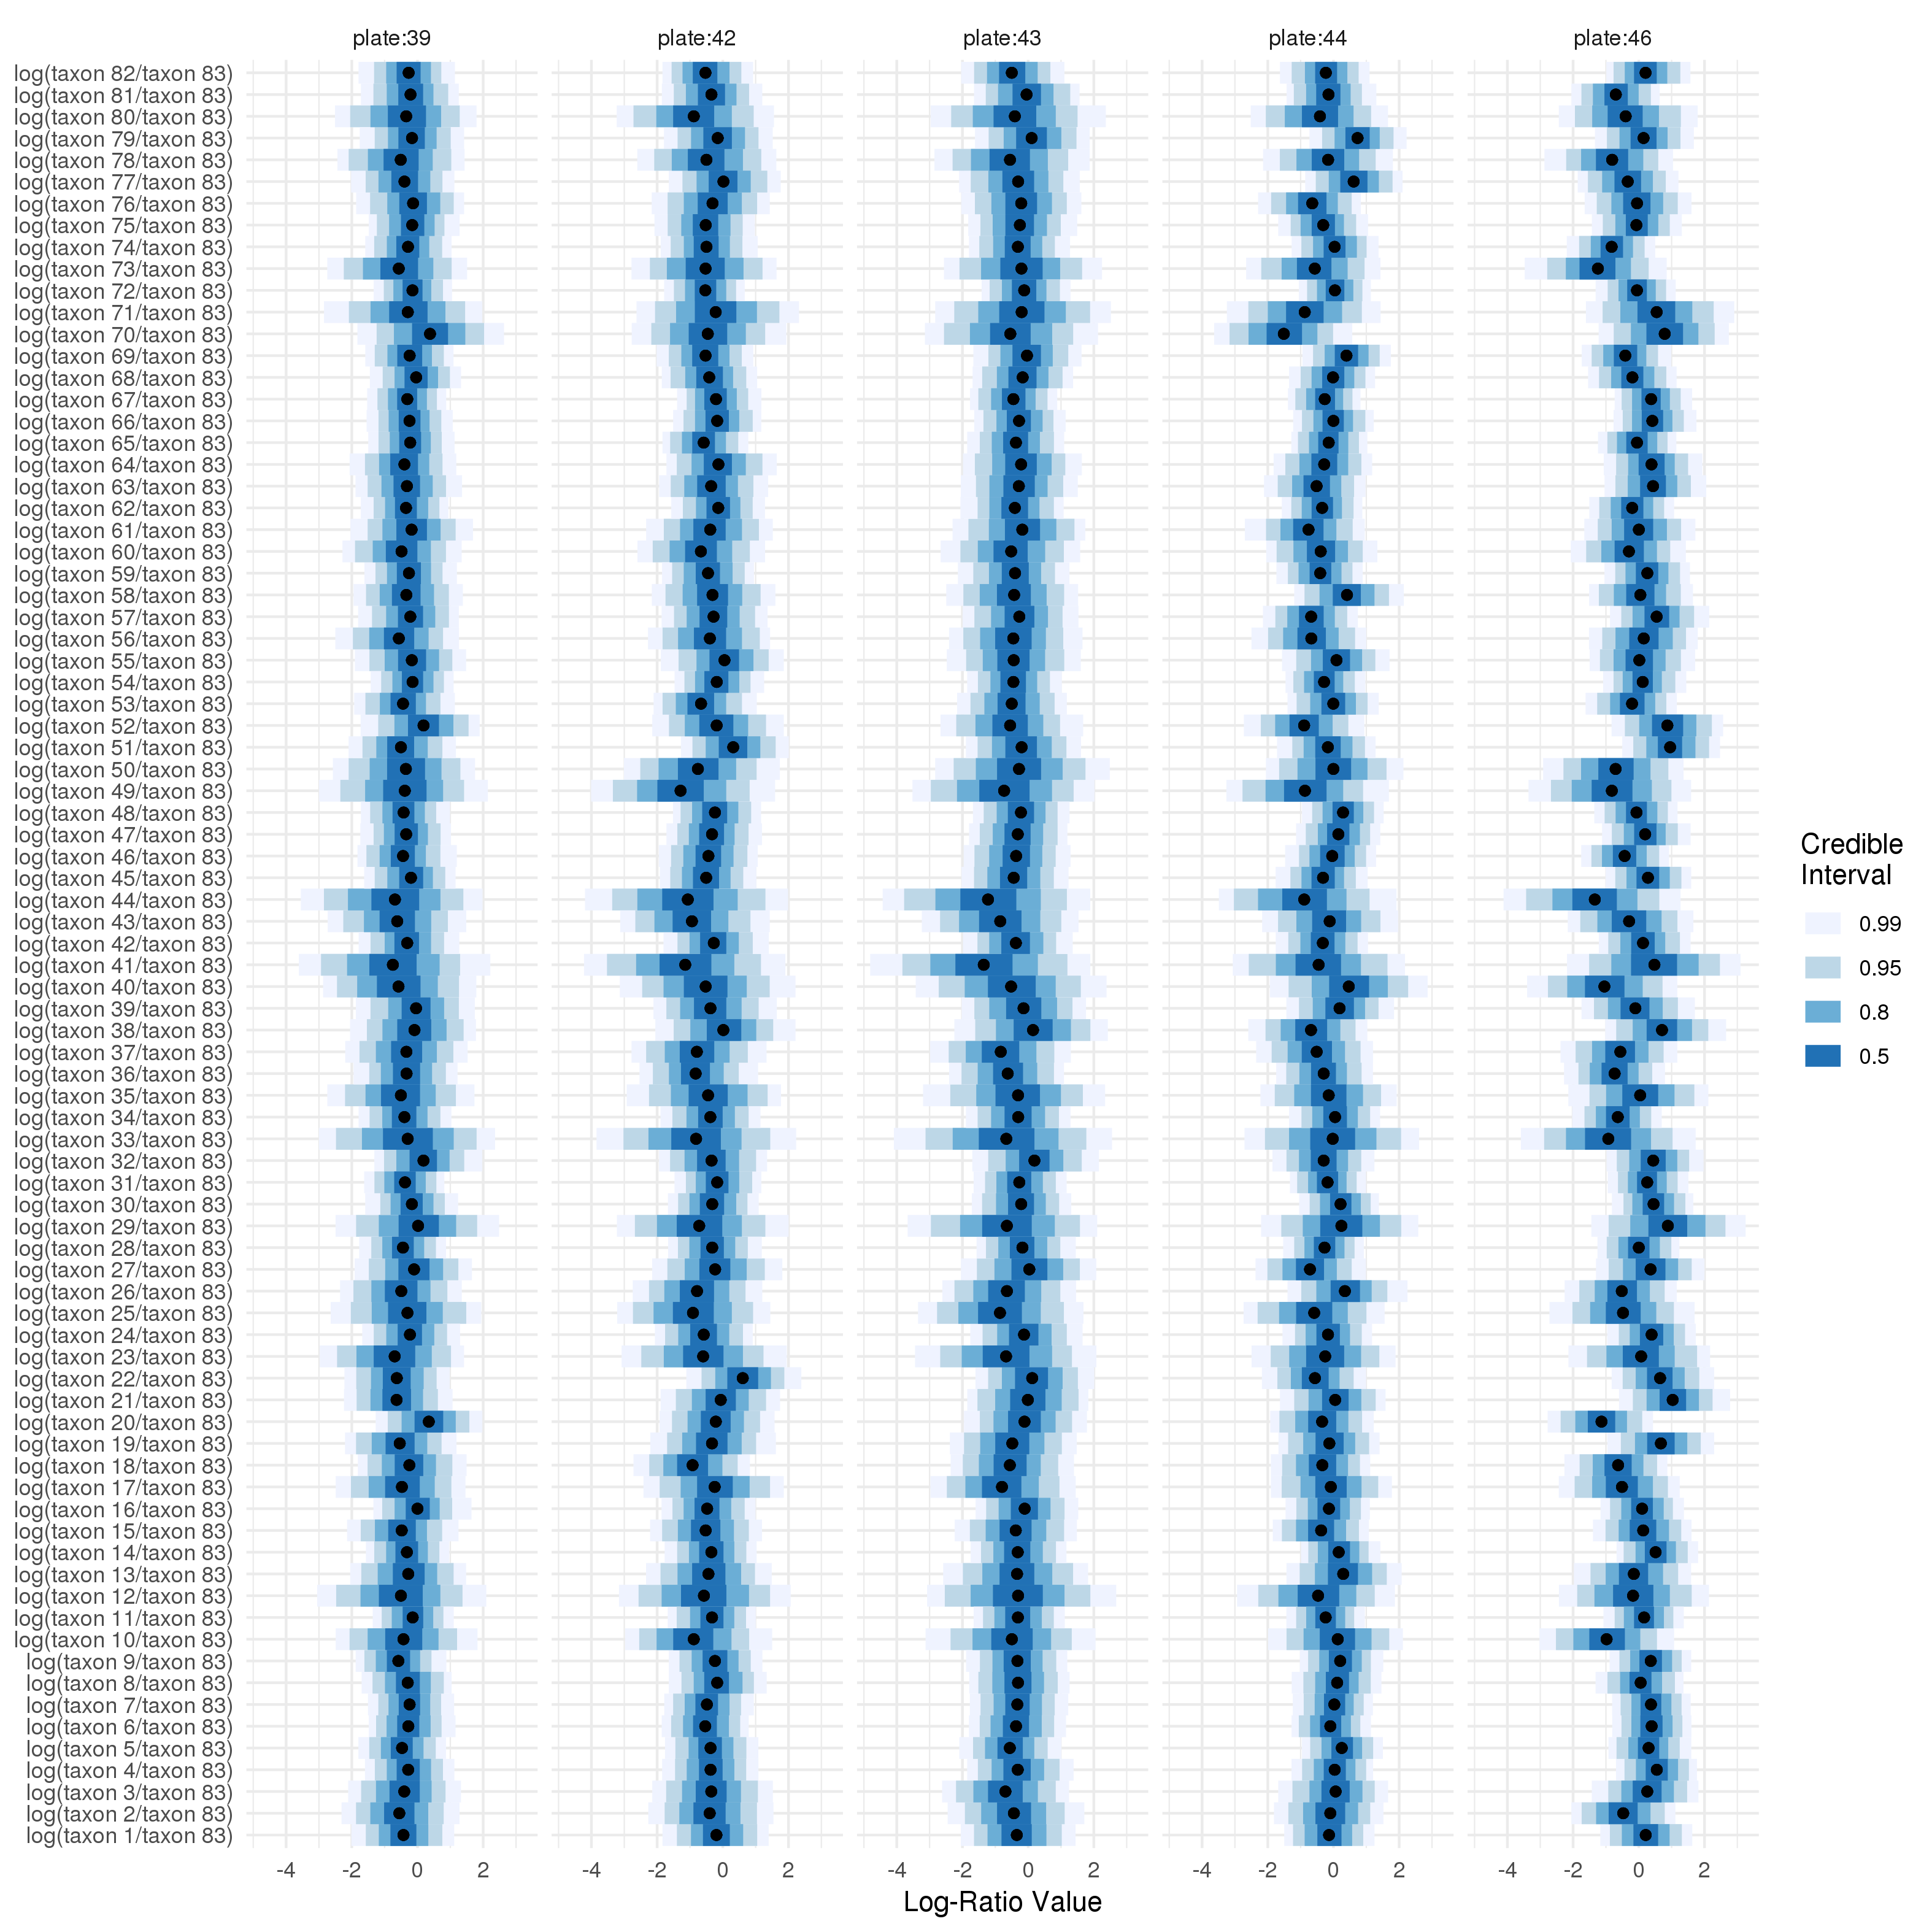 plate:39 plate:42 plate:43 plate:44 plate:46
log(taxon 82/taxon 83)
log(taxon 81/taxon 83)
log(taxon 80/taxon 83)
log(taxon 79/taxon 83)
log(taxon 78/taxon 83)
log(taxon 77/taxon 83)
log(taxon 76/taxon 83)
log(taxon 75/taxon 83)
log(taxon 74/taxon 83)
log(taxon 73/taxon 83)
log(taxon 72/taxon 83)
log(taxon 71/taxon 83)
log(taxon 70/taxon 83)
log(taxon 69/taxon 83)
log(taxon 68/taxon 83)
log(taxon 67/taxon 83)
log(taxon 66/taxon 83)
log(taxon 65/taxon 83)
log(taxon 64/taxon 83)
log(taxon 63/taxon 83)
log(taxon 62/taxon 83)
log(taxon 61/taxon 83)
log(taxon 60/taxon 83)
log(taxon 59/taxon 83)
log(taxon 58/taxon 83)
log(taxon 57/taxon 83)
log(taxon 56/taxon 83)
log(taxon 55/taxon 83)
log(taxon 54/taxon 83)
log(taxon 53/taxon 83)
log(taxon 52/taxon 83)
log(taxon 51/taxon 83)
log(taxon 50/taxon 83)
log(taxon 49/taxon 83)
log(taxon 48/taxon 83)
log(taxon 47/taxon 83)
log(taxon 46/taxon 83)
log(taxon 45/taxon 83)
log(taxon 44/taxon 83)
log(taxon 43/taxon 83)
log(taxon 42/taxon 83)
log(taxon 41/taxon 83)
log(taxon 40/taxon 83)
log(taxon 39/taxon 83)
log(taxon 38/taxon 83)
log(taxon 37/taxon 83)
log(taxon 36/taxon 83)
log(taxon 35/taxon 83)
log(taxon 34/taxon 83)
log(taxon 33/taxon 83)
log(taxon 32/taxon 83)
log(taxon 31/taxon 83)
log(taxon 30/taxon 83)
log(taxon 29/taxon 83)
log(taxon 28/taxon 83)
log(taxon 27/taxon 83)
log(taxon 26/taxon 83)
log(taxon 25/taxon 83)
log(taxon 24/taxon 83)
log(taxon 23/taxon 83)
log(taxon 22/taxon 83)
log(taxon 21/taxon 83)
log(taxon 20/taxon 83)
log(taxon 19/taxon 83)
log(taxon 18/taxon 83)
log(taxon 17/taxon 83)
log(taxon 16/taxon 83)
log(taxon 15/taxon 83)
log(taxon 14/taxon 83)
log(taxon 13/taxon 83)
log(taxon 12/taxon 83)
log(taxon 11/taxon 83)
log(taxon 10/taxon 83)
log(taxon 9/taxon 83)
log(taxon 8/taxon 83)
log(taxon 7/taxon 83)
log(taxon 6/taxon 83)
log(taxon 5/taxon 83)
log(taxon 4/taxon 83)
log(taxon 3/taxon 83)
log(taxon 2/taxon 83)
log(taxon 1/taxon 83)
-4 -2 0 2 -4 -2 0 2 -4 -2 0 2 -4 -2 0 2 -4 -2 0 2
Log-Ratio Value
Credible
Interval
0.99
0.95
0.8
0.5